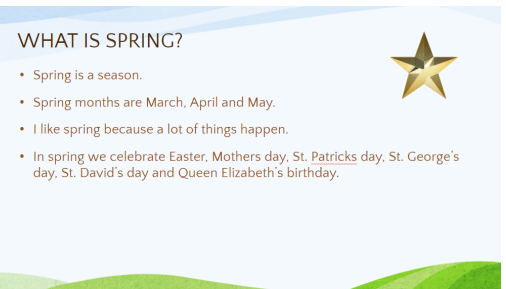 WHAT IS SPRING?
• Spring is a season.
• Spring months are March, April and May.
• I like spring because a lot of things happen.
• In spring we celebrate Easter, Mothers day, St. Patricks day, St. George's
day, St. David's day and Queen Elizabeth's birthday.